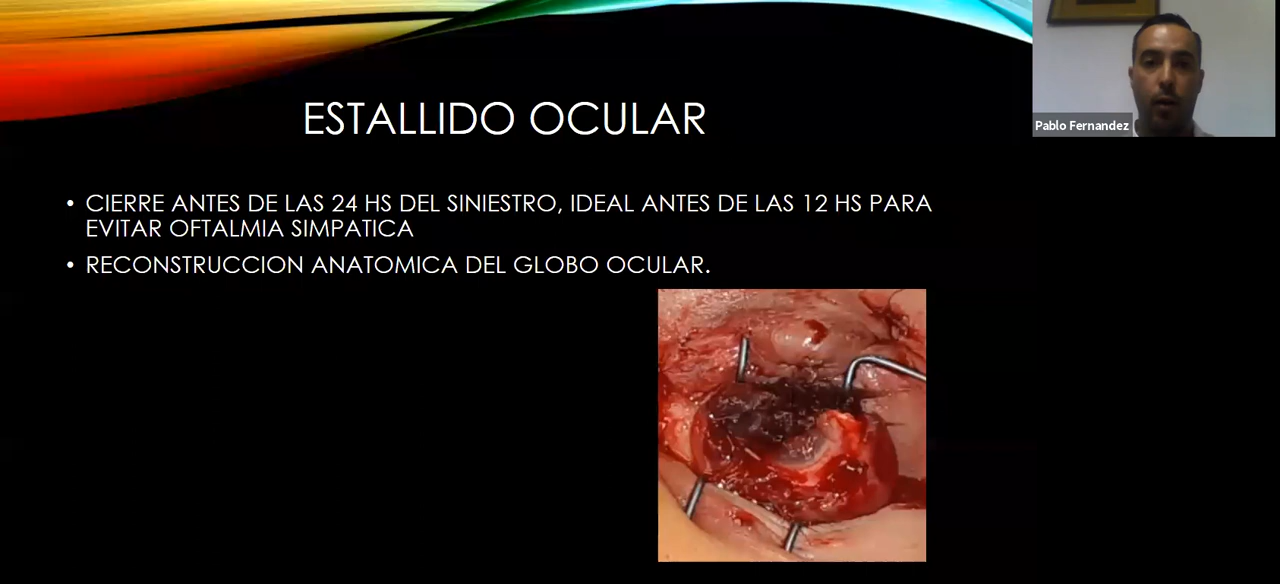 ESTALLIDO OCULAR
Pablo Fernandez
• CIERRE ANTES DE LAS 24 HS DEL SINIESTRO, IDEAL ANTES DE LAS 12 HS PARA
EVITAR OFTALMIA SIMPATICA
• RECONSTRUCCION ANATOMICA DEL GLOBO OCULAR.